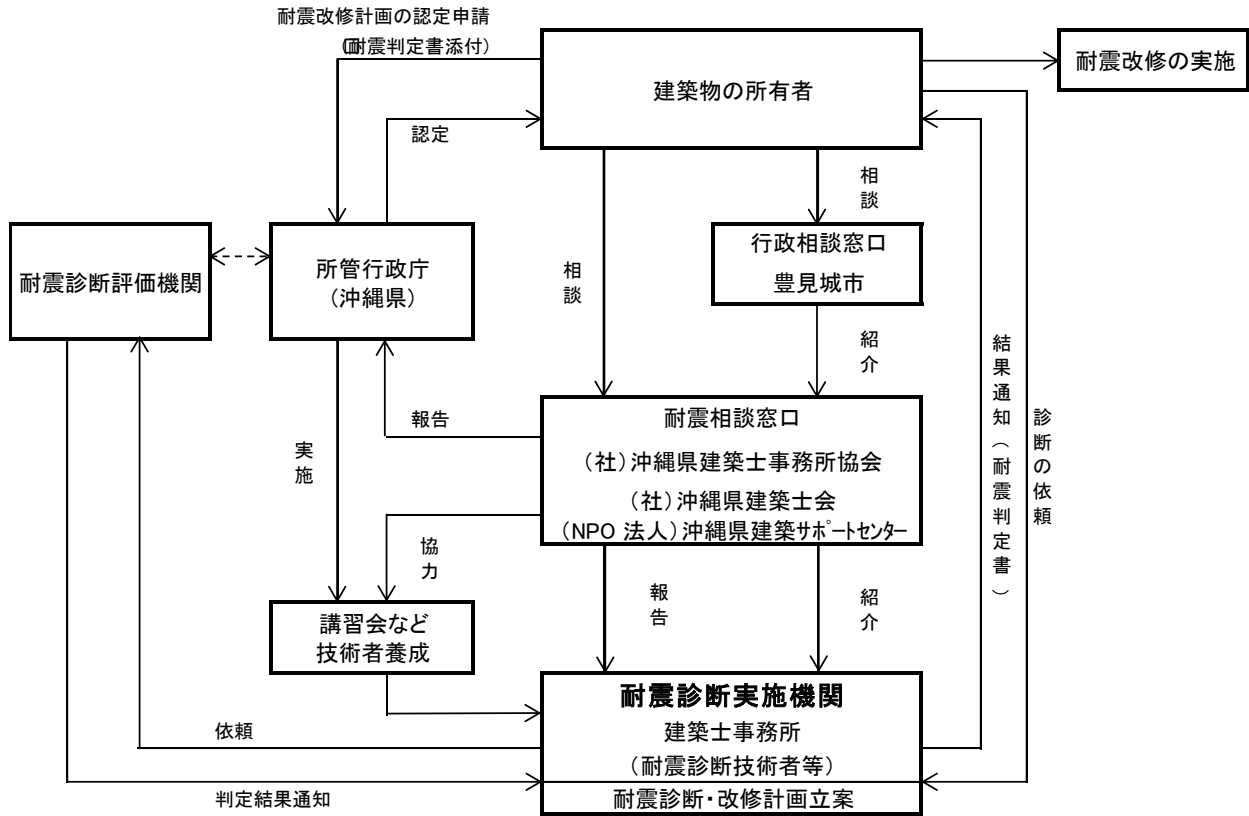 耐震改修計画の認定申請
(耐震判定書添付)
建築物の所有者
耐震改修の実施
認定
相談
相談
行政相談窓口
豊見城市
耐震診断評価機関
所管行政庁
(沖縄県)
紹介
結果通知(耐震判定書)
診断の依頼
報告
実施
耐震相談窓口
(社)沖縄県建築士事務所協会
(社)沖縄県建築士会
(NPO 法人)沖縄県建築サポートセンター
協力
報告
紹介
講習会など
技術者養成
耐震診断実施機関
建築士事務所
(耐震診断技術者等)
耐震診断・改修計画立案
依頼
判定結果通知